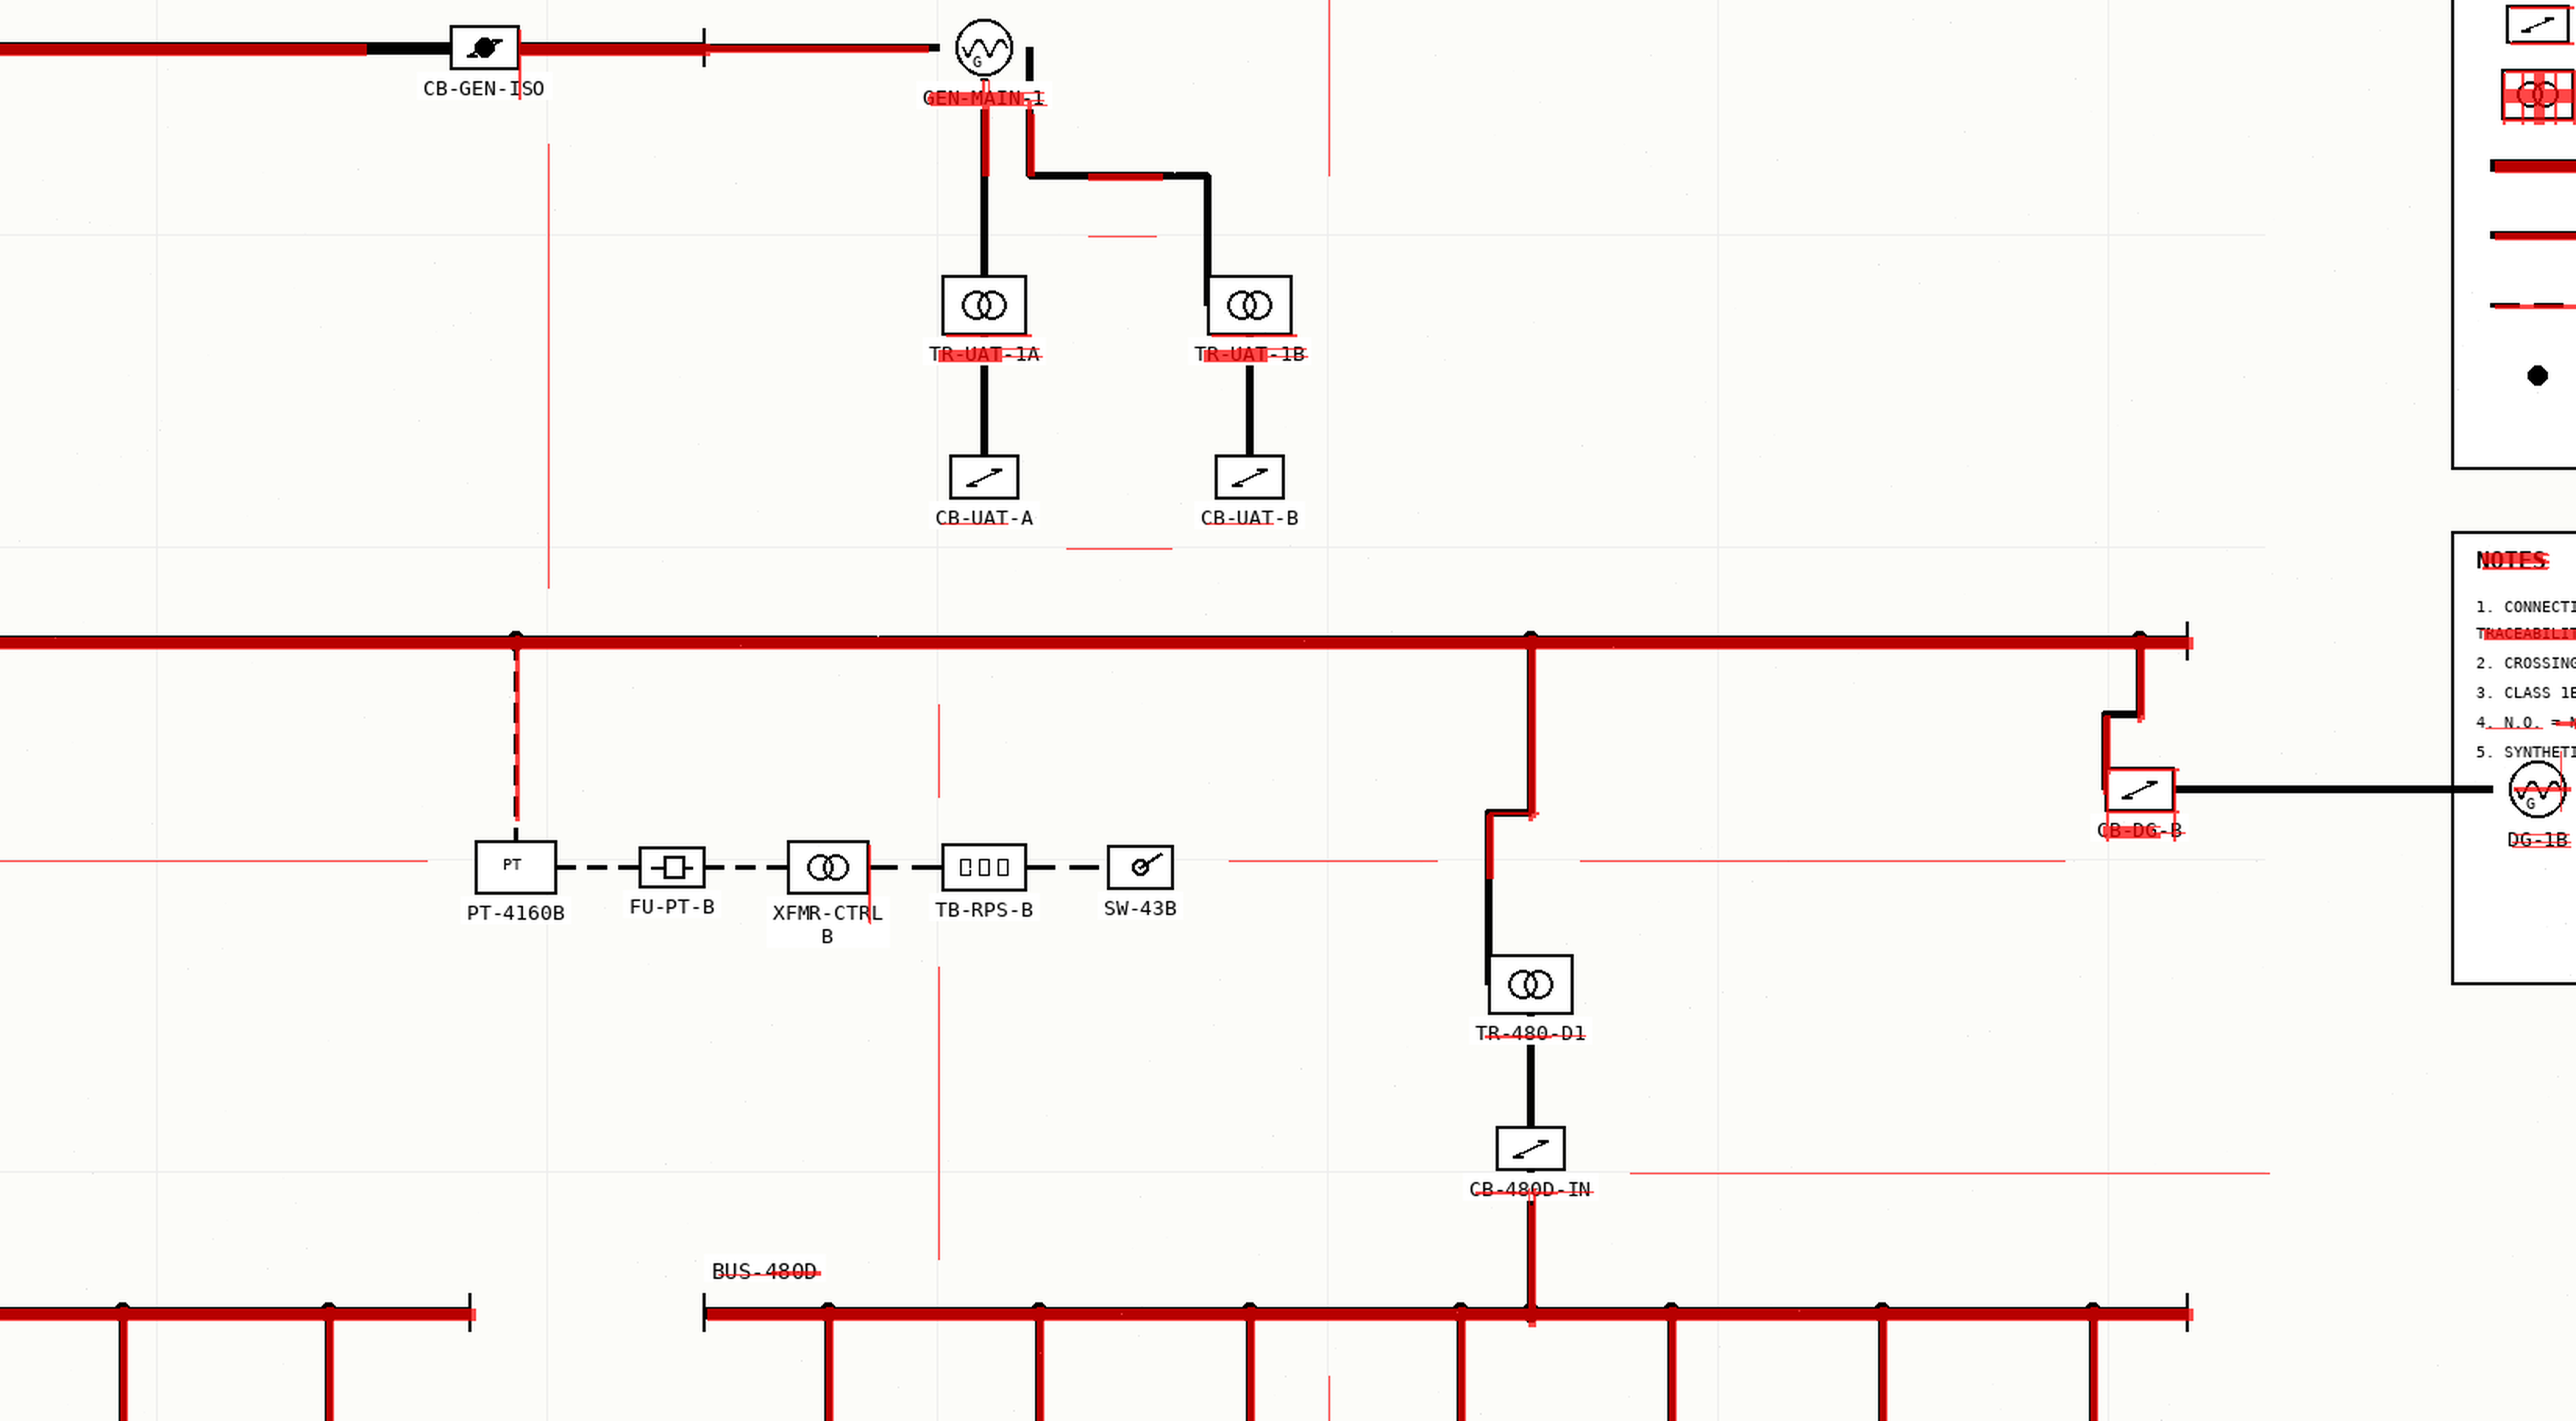 CB-GEN-ISO
G
GEN-MAIN-1
TR-UAT-1A
TR-UAT-1B
CB-UAT-A
CB-UAT-B
NOTES
1. CONNECTI
TRACEABILIT
2. CROSSING
3. CLASS 1E
4. N.O. =
5. SYNTHETI
G
CB-DG-B
DG-1B
PT
PT-4160B
FU-PT-B
XFMR-CTRL
B
TB-RPS-B
SW-43B
TR-480-D1
CB-480D-IN
BUS-480D